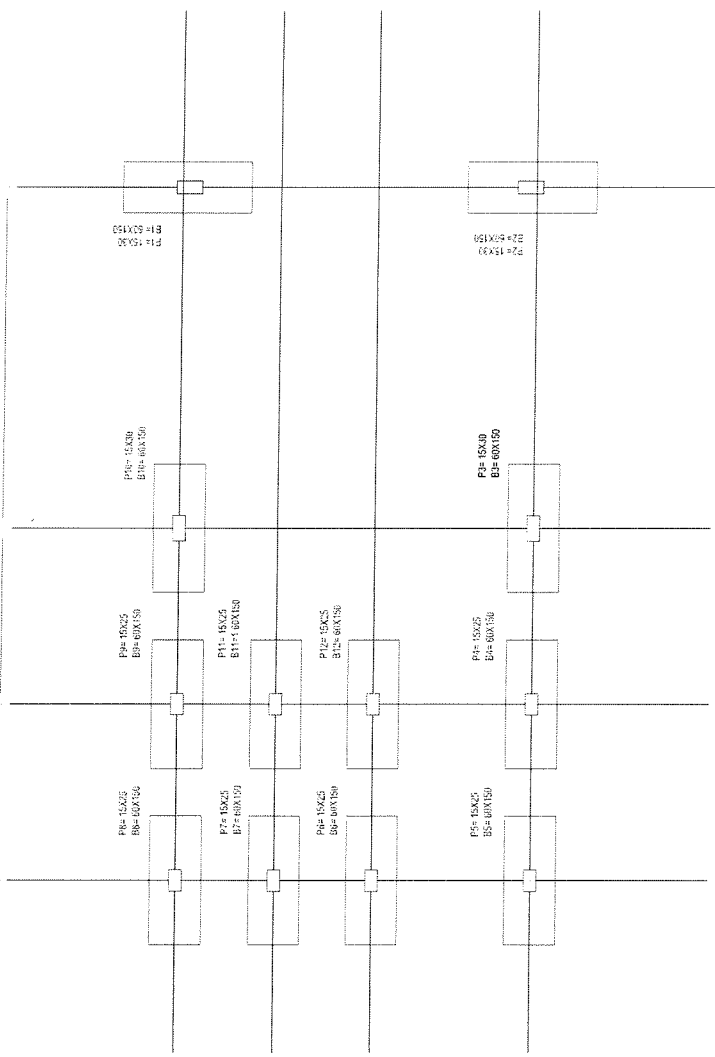 P1= 15X30
B1= 60X150
P2= 15X30
B2= 60X150
P10= 15X30
B10= 60X150
P3= 15X30
B3= 60X150
P9= 15X25
B9= 60X150
P11= 15X25
B11=1 60X150
P12= 15X25
B12= 60X150
P4= 15X25
B4= 60X150
P8= 15X25
B8= 60X150
P7= 15X25
B7= 60X150
P6= 15X25
B6= 60X150
P5= 15X25
B5= 60X150